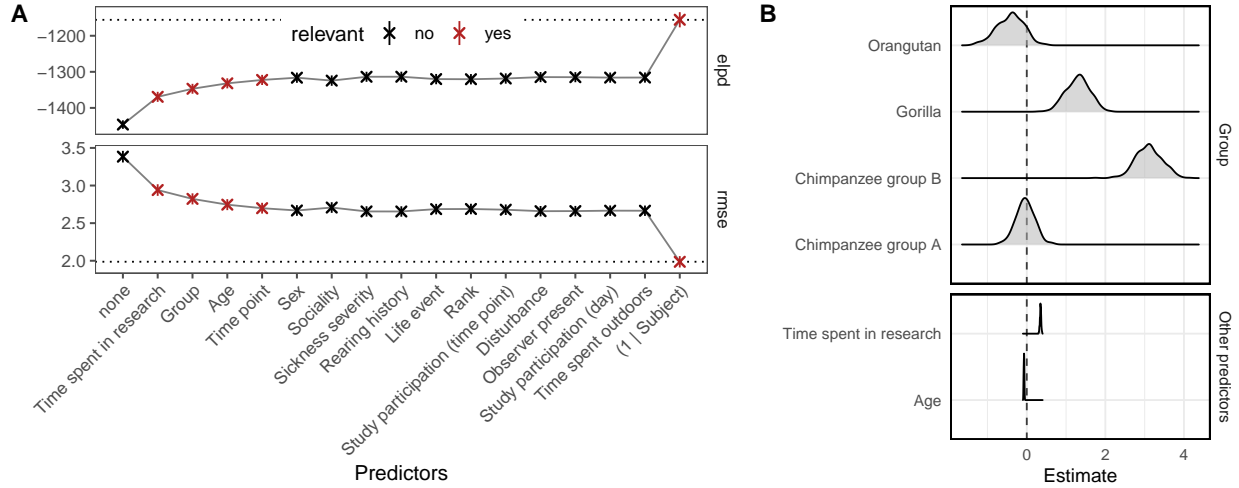 A
relevant no yes
−1200
−1300
−1400
elpd
3.5
3.0
2.5
2.0
rmse
none
Time spent in research
Group
Age
Time point
Sex
Sociality
Sickness severity
Rearing history
Life event
Rank
Study participation (time point)
Disturbance
Observer present
Study participation (day)
Time spent outdoors
(1 | Subject)
Predictors
B
Orangutan
Gorilla
Chimpanzee group B
Chimpanzee group A
Group
Time spent in research
Age
Other predictors
0 2 4
Estimate